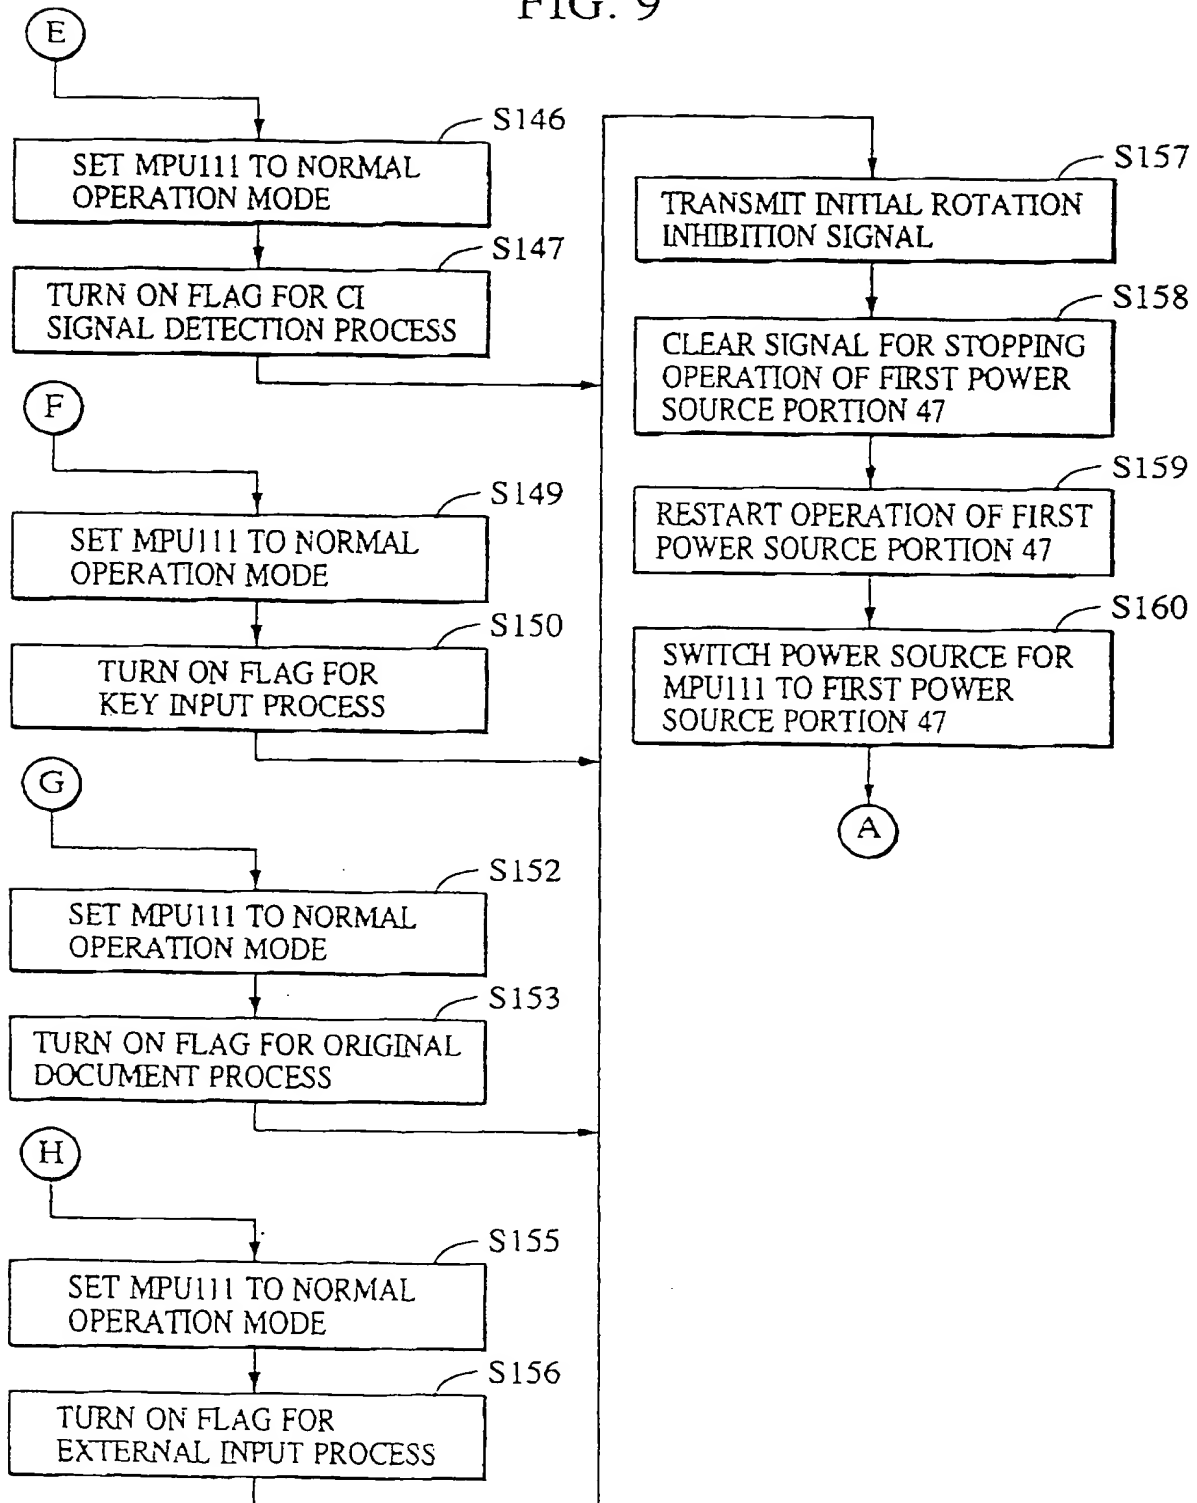 FIG. 9
E
S146
SET MPU111 TO NORMAL
OPERATION MODE
S147
TURN ON FLAG FOR CI
SIGNAL DETECTION PROCESS
F
S149
SET MPU111 TO NORMAL
OPERATION MODE
S150
TURN ON FLAG FOR
KEY INPUT PROCESS
G
S152
SET MPU111 TO NORMAL
OPERATION MODE
S153
TURN ON FLAG FOR ORIGINAL
DOCUMENT PROCESS
H
S155
SET MPU111 TO NORMAL
OPERATION MODE
S156
TURN ON FLAG FOR
EXTERNAL INPUT PROCESS
S157
TRANSMIT INITIAL ROTATION
INHIBITION SIGNAL
S158
CLEAR SIGNAL FOR STOPPING
OPERATION OF FIRST POWER
SOURCE PORTION 47
S159
RESTART OPERATION OF FIRST
POWER SOURCE PORTION 47
S160
SWITCH POWER SOURCE FOR
MPU111 TO FIRST POWER
SOURCE PORTION 47
A